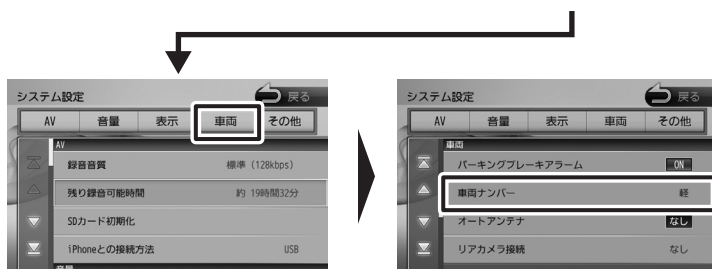 システム設定
戻る
AV 音量 表示 車両 その他
AV
録音音質 標準 (128kbps)
残り録音可能時間 約 19時間32分
SDカード初期化
iPhoneとの接続方法 USB
音量
システム設定
戻る
AV 音量 表示 車両 その他
車両
パーキングブレーキアラーム ON
車両ナンバー 軽
オートアンテナ なし
リアカメラ接続 なし